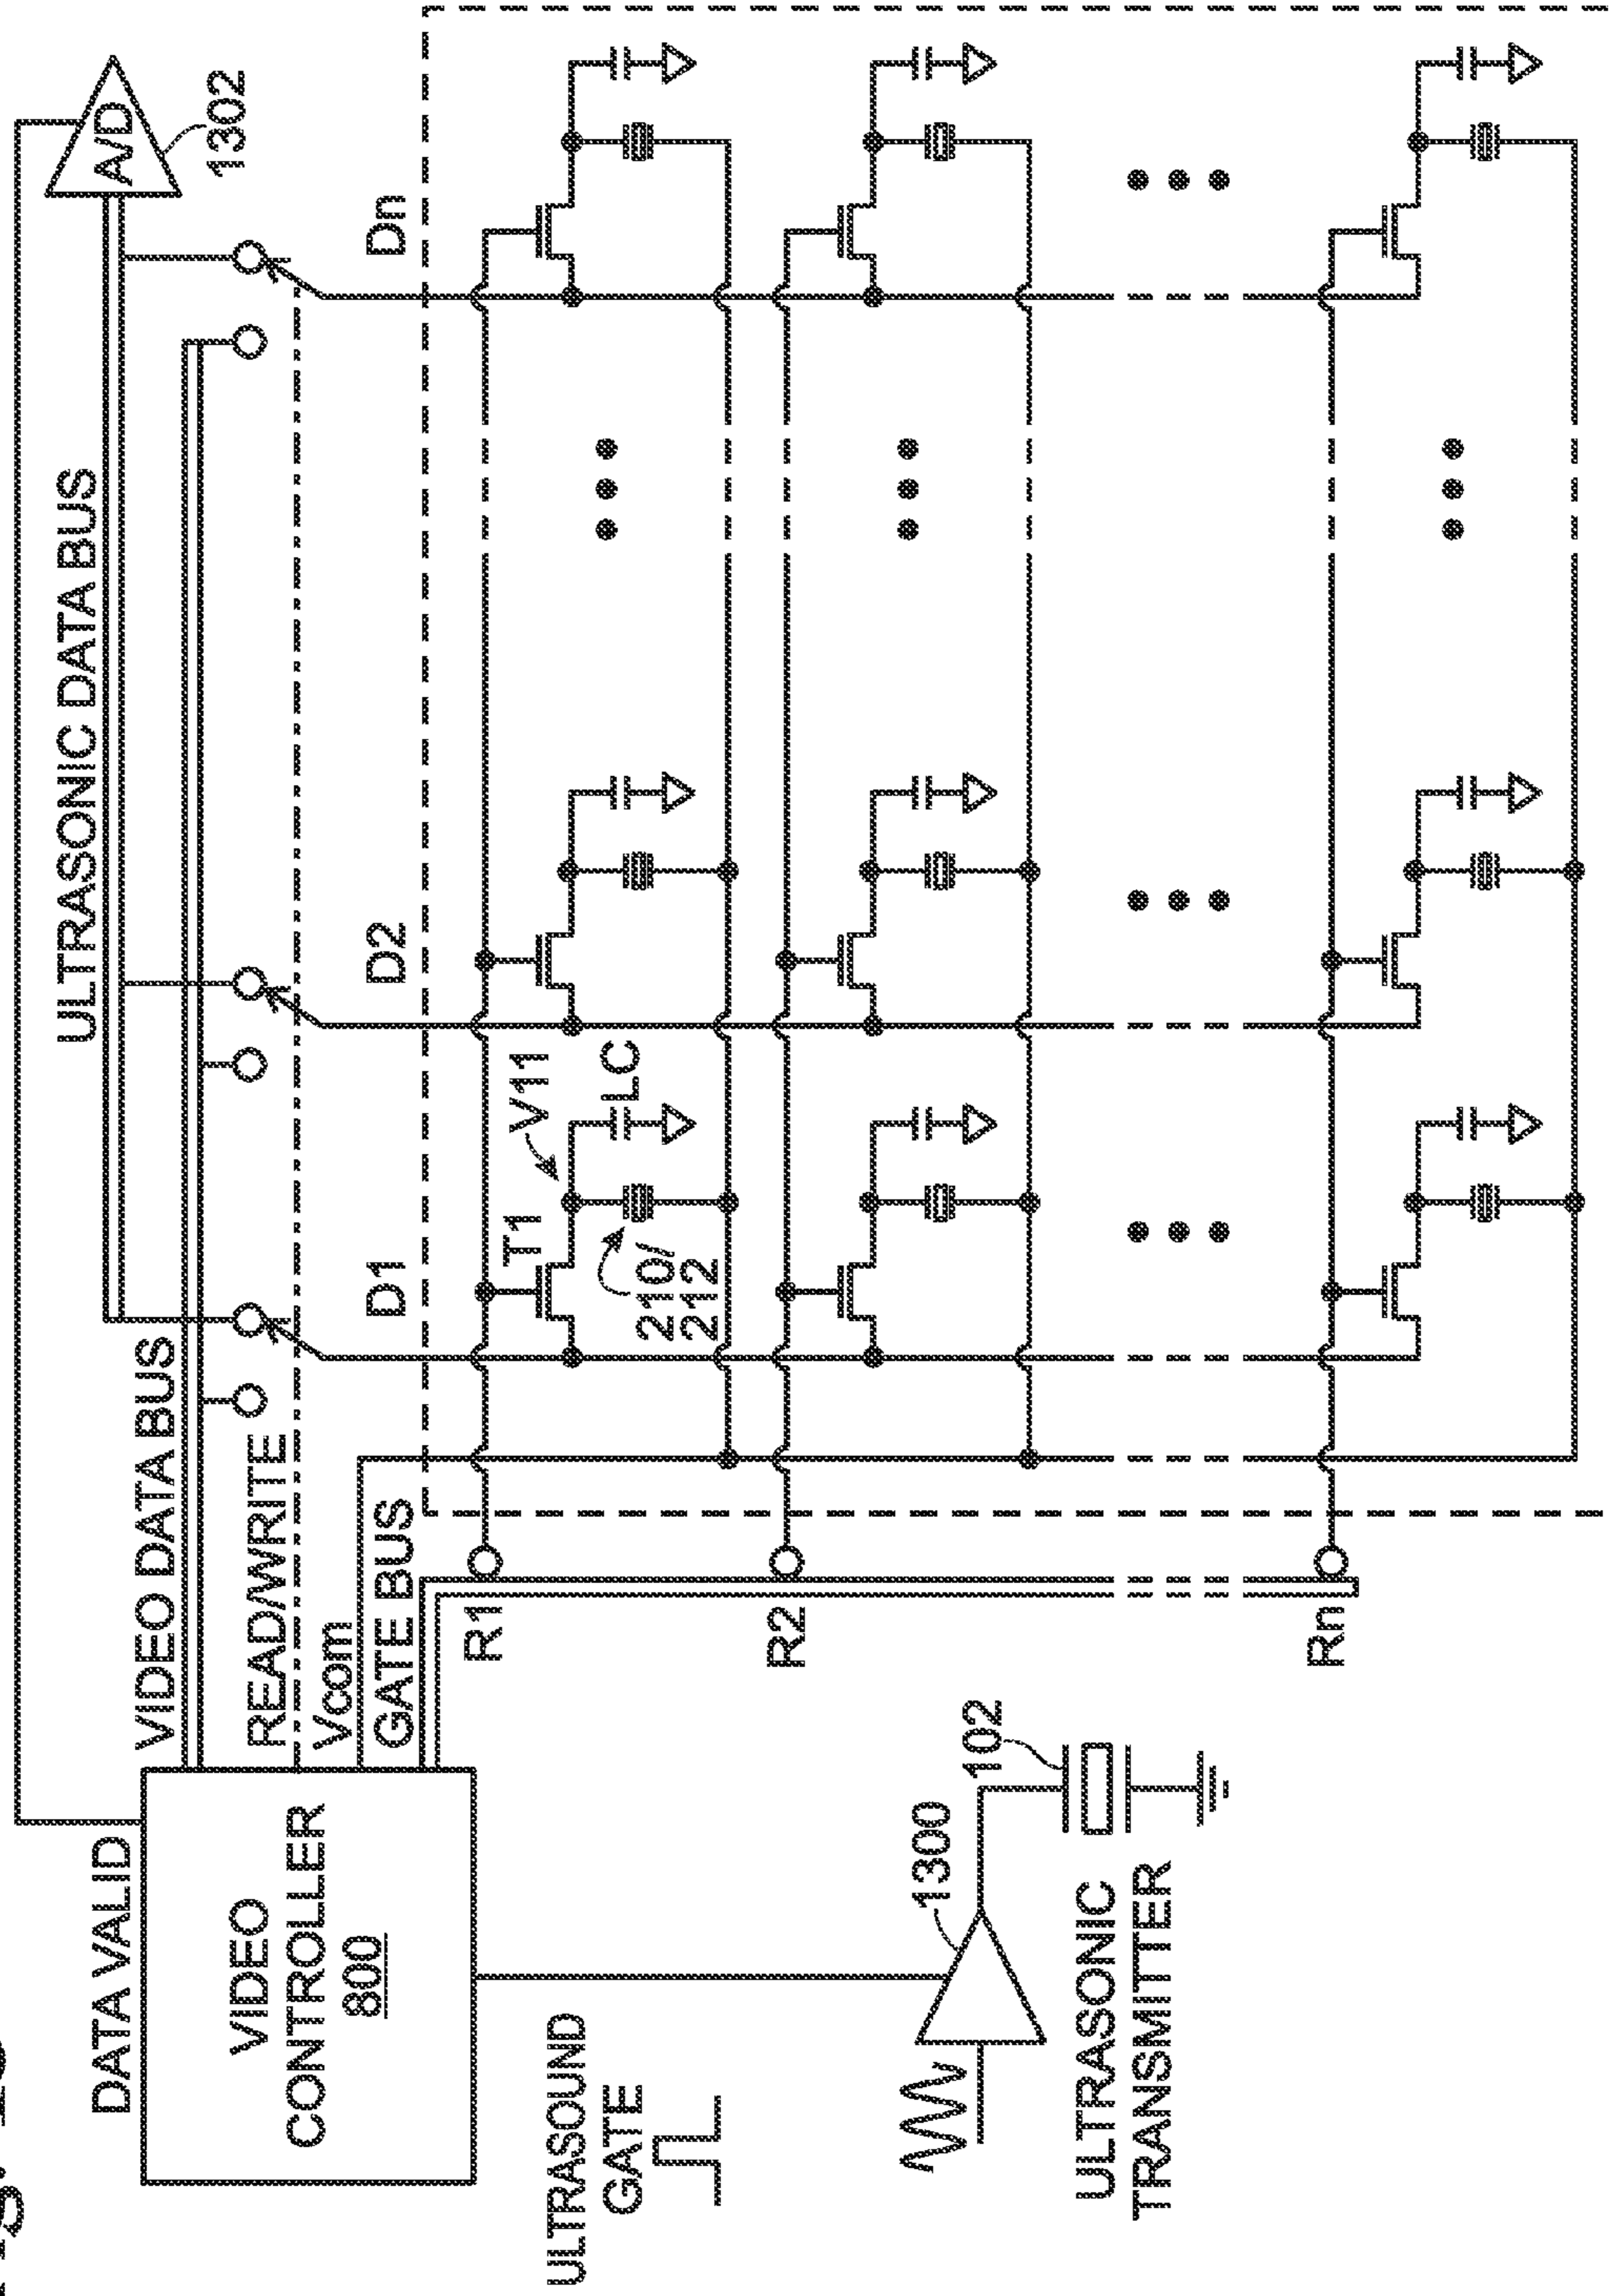 DATA VALID
VIDEO
CONTROLLER
800
VIDEO DATA BUS
READ/WRITE
Vcom
GATE BUS
ULTRASONIC DATA BUS
A/D
1302
D1
D2
Dn
R1
R2
Rn
T1
V11
LC
210/
212
ULTRASOUND
GATE
1300
102
ULTRASONIC
TRANSMITTER